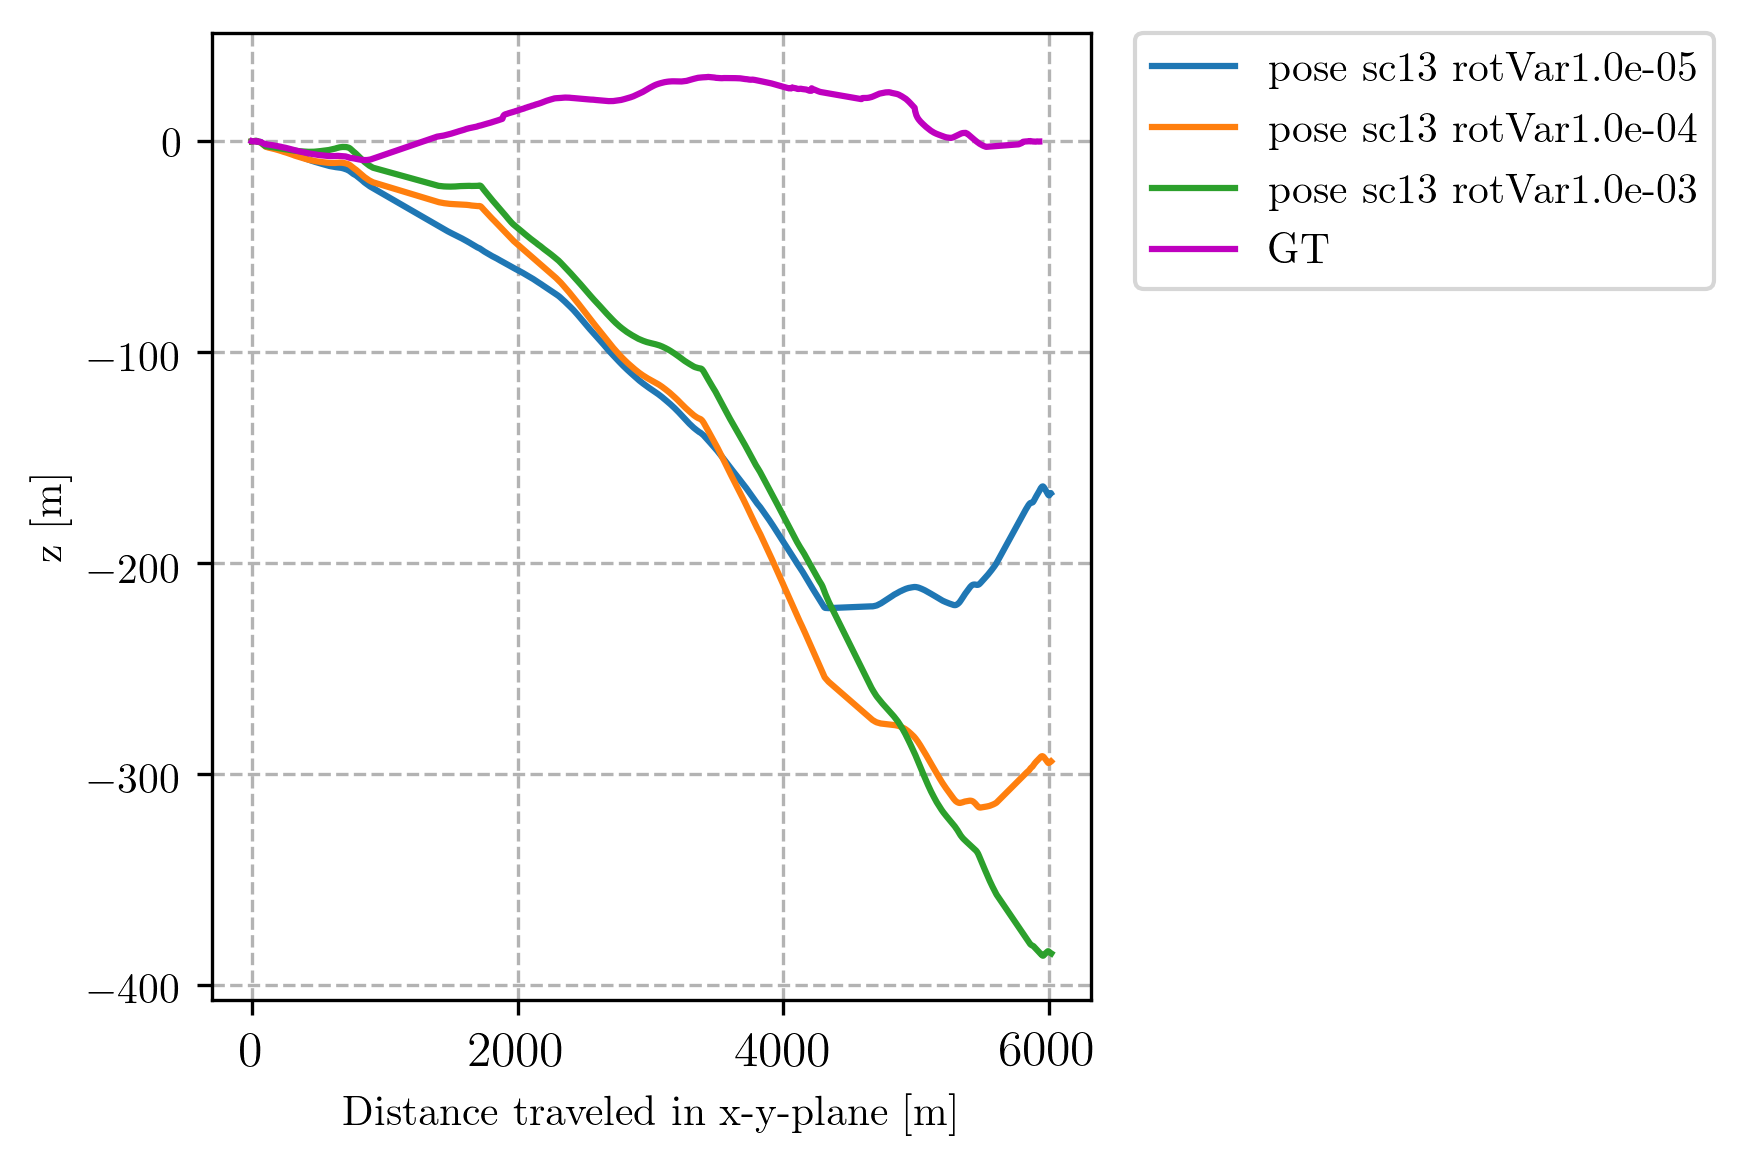 pose sc13 rotVar1.0e-05
pose sc13 rotVar1.0e-04
pose sc13 rotVar1.0e-03
GT
0
−100
−200
−300
−400
z [m]
0 2000 4000 6000
Distance traveled in x-y-plane [m]